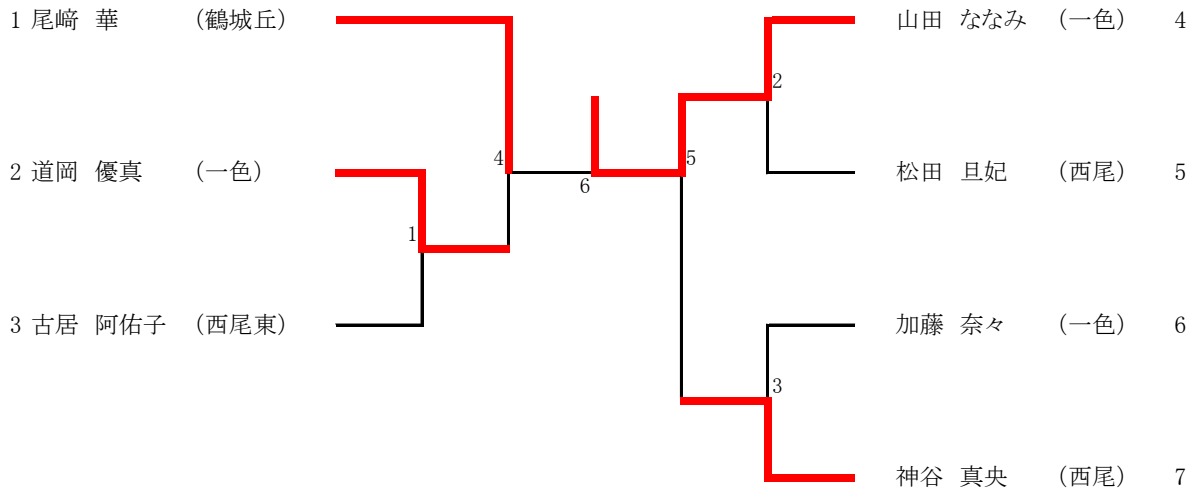 1 尾﨑 華 （鶴城丘）
山田 ななみ （一色） 4
2
4
5
2 道岡 優真 （一色）
松田 旦妃 （西尾） 5
6
1
3 古居 阿佑子 （西尾東）
加藤 奈々 （一色） 6
3
神谷 真央 （西尾） 7